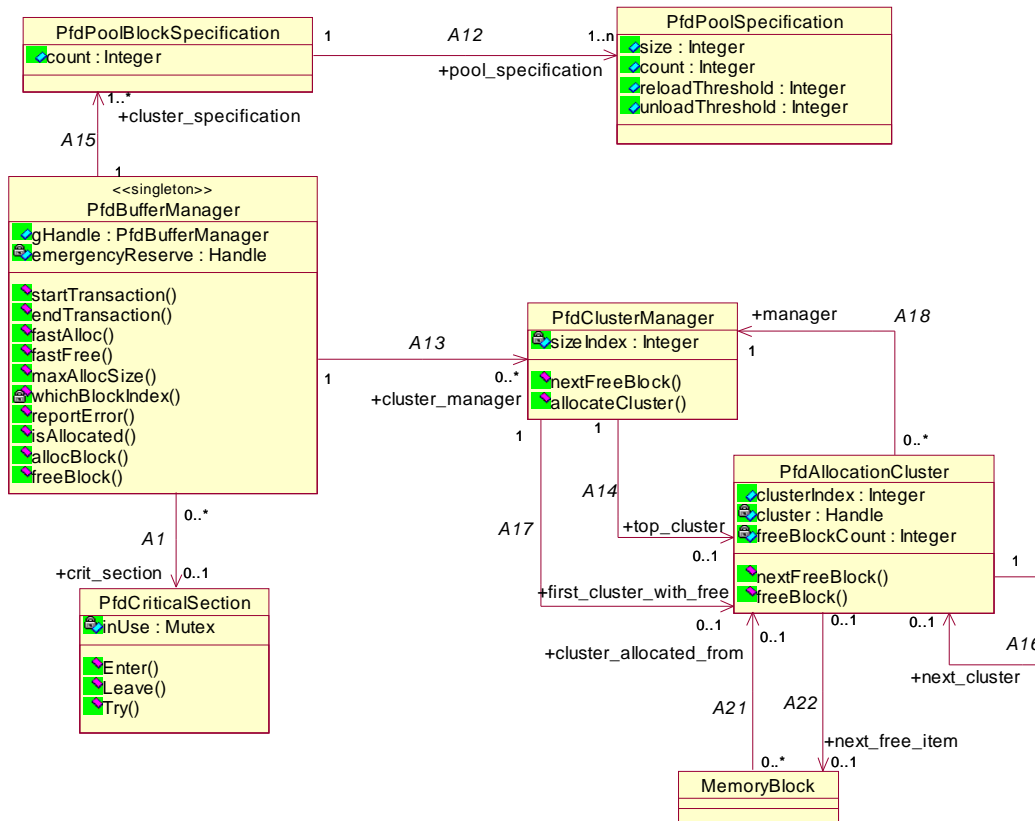 PfdPoolBlockSpecification
count : Integer
1
A12
1..n
+pool_specification
PfdPoolSpecification
size : Integer
count : Integer
reloadThreshold : Integer
unloadThreshold : Integer
1..*
+cluster_specification
A15
1
<<singleton>>
PfdBufferManager
gHandle : PfdBufferManager
emergencyReserve : Handle
startTransaction()
endTransaction()
fastAlloc()
fastFree()
maxAllocSize()
whichBlockIndex()
reportError()
isAllocated()
allocBlock()
freeBlock()
A13
1
0..*
+cluster_manager
PfdClusterManager
sizeIndex : Integer
nextFreeBlock()
allocateCluster()
+manager
A18
1
0..*
1
1
A14
A17
+top_cluster
0..1
+first_cluster_with_free
0..1
PfdAllocationCluster
clusterIndex : Integer
cluster : Handle
freeBlockCount : Integer
nextFreeBlock()
freeBlock()
1
A16
0..1
+next_cluster
0..*
A1
+crit_section
0..1
PfdCriticalSection
inUse : Mutex
Enter()
Leave()
Try()
0..1
+cluster_allocated_from
A21
0..*
0..1
A22
+next_free_item
0..1
MemoryBlock